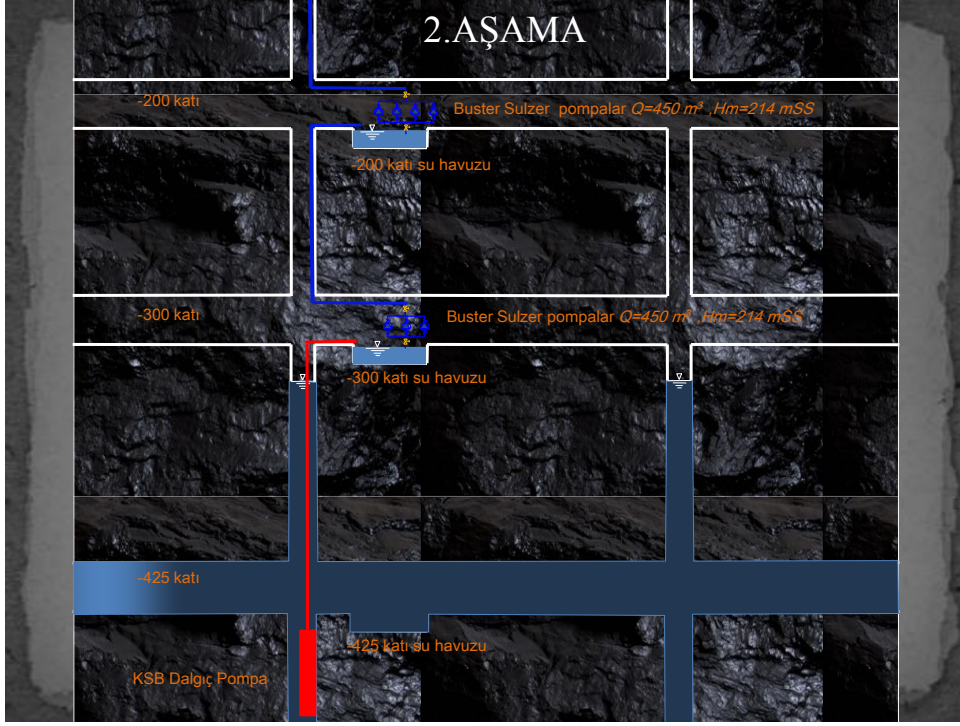 2.AŞAMA
-200 katı
Buster Sulzer pompalar Q=450 m³ ,Hm=214 mSS
-200 katı su havuzu
-300 katı
Buster Sulzer pompalar Q=450 m³ ,Hm=214 mSS
-300 katı su havuzu
-425 katı
-425 katı su havuzu
KSB Dalgıç Pompa